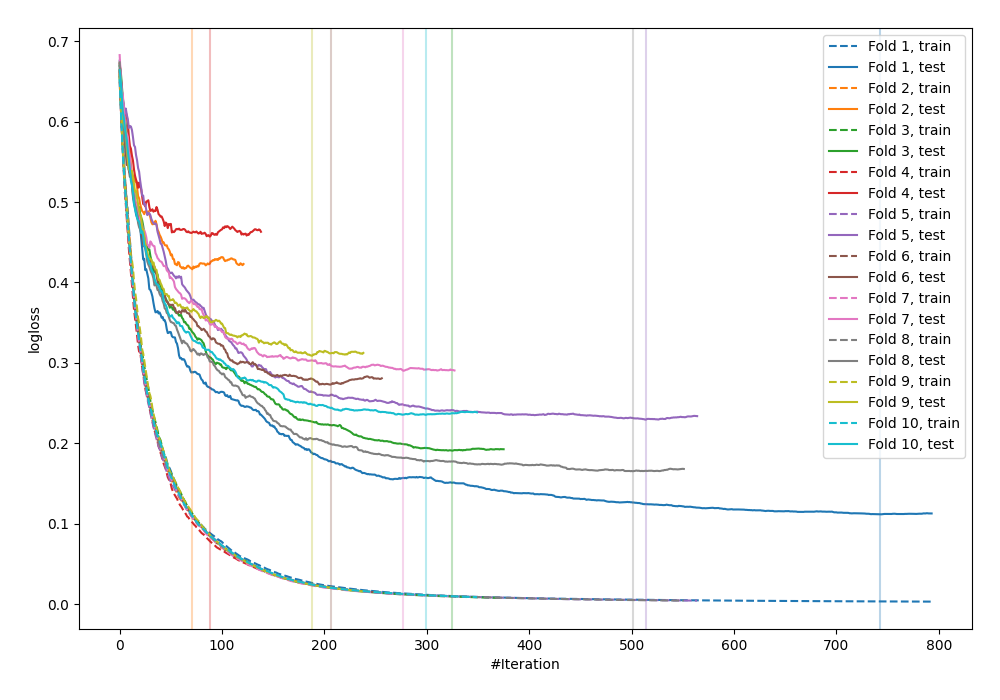 0.7
0.6
0.5
0.4
0.3
0.2
0.1
0.0
logloss
0 100 200 300 400 500 600 700 800
#Iteration
Fold 1, train
Fold 1, test
Fold 2, train
Fold 2, test
Fold 3, train
Fold 3, test
Fold 4, train
Fold 4, test
Fold 5, train
Fold 5, test
Fold 6, train
Fold 6, test
Fold 7, train
Fold 7, test
Fold 8, train
Fold 8, test
Fold 9, train
Fold 9, test
Fold 10, train
Fold 10, test